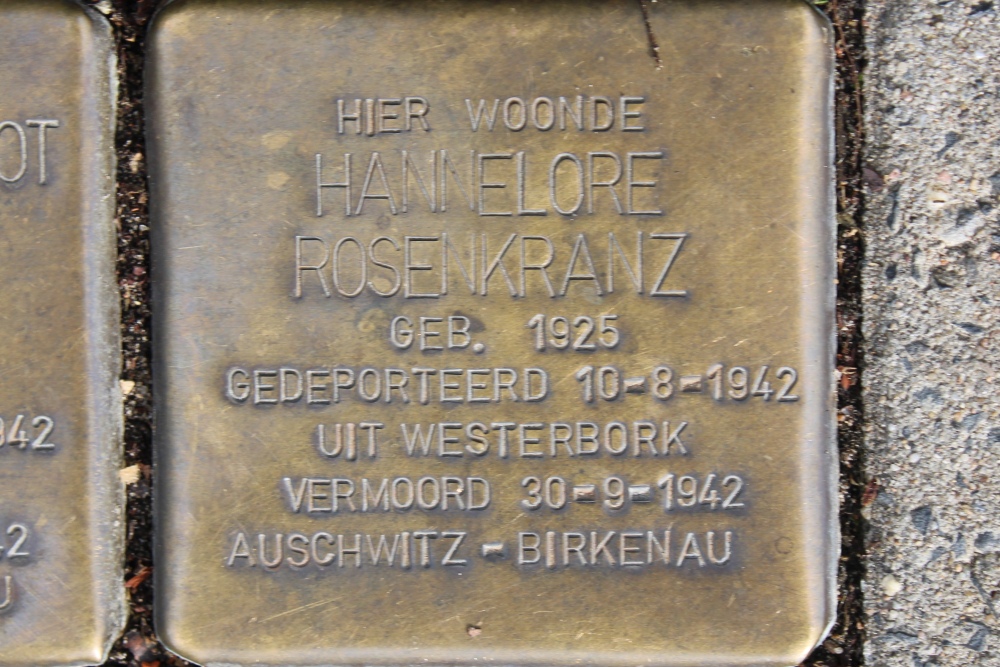 HIER WOONDE
HANNELORE
ROSENKRANZ
GEB. 1925
GEDEPORTEERD 10-8-1942
UIT WESTERBORK
VERMOORD 30-9-1942
AUSCHWITZ - BIRKENAU